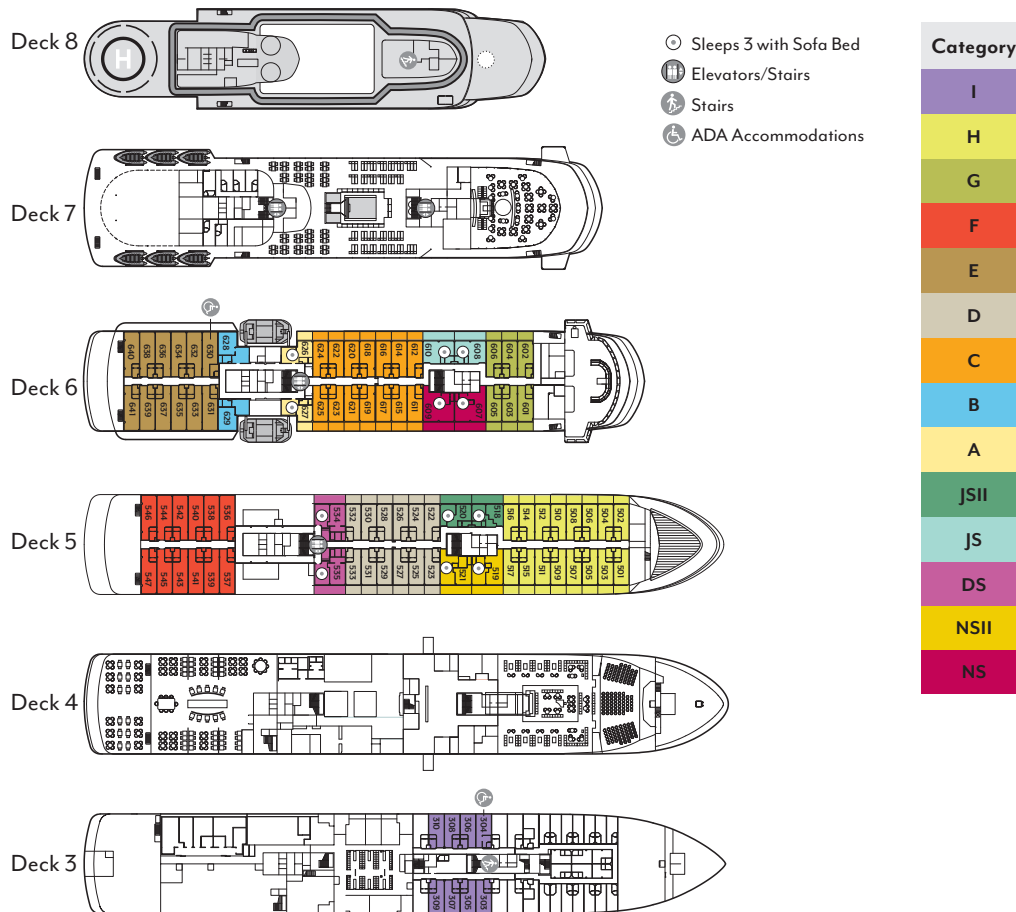 Deck 8
H
Sleeps 3 with Sofa Bed
Elevators/Stairs
Stairs
ADA Accommodations
Category
I
H
G
F
E
D
C
B
A
JSII
JS
DS
NSII
NS
Deck 7
Deck 6
640 638 636 634 632 630 628 626 624 622 620 618 616 614 612 610 608 606 604 602
641 639 637 635 633 631 629 627 625 623 621 619 617 615 611 609 607 605 603 601
Deck 5
546 544 542 540 538 536 534 532 530 528 526 524 522 520 518 516 514 512 510 508 506 504 502
547 545 543 541 539 537 535 533 531 529 527 525 523 521 519 517 515 511 509 507 505 503 501
Deck 4
Deck 3
310 308 306 304
309 307 305 303